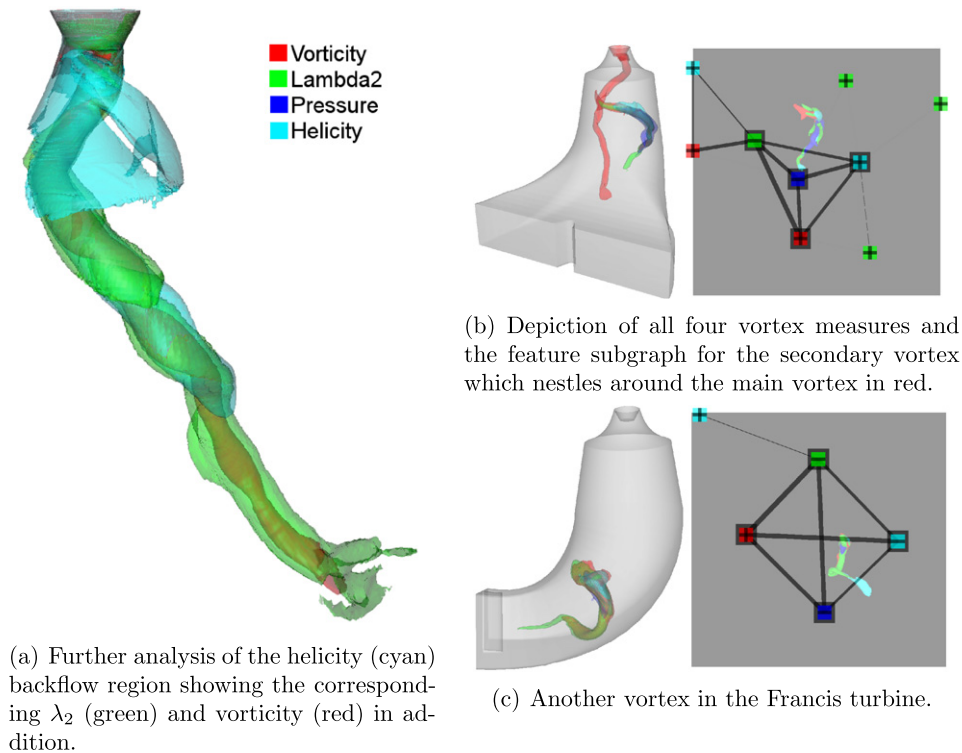 Vorticity
Lambda2
Pressure
Helicity
(a) Further analysis of the helicity (cyan)
backflow region showing the correspond-
ing λ2 (green) and vorticity (red) in ad-
dition.
(b) Depiction of all four vortex measures and
the feature subgraph for the secondary vortex
which nestles around the main vortex in red.
(c) Another vortex in the Francis turbine.